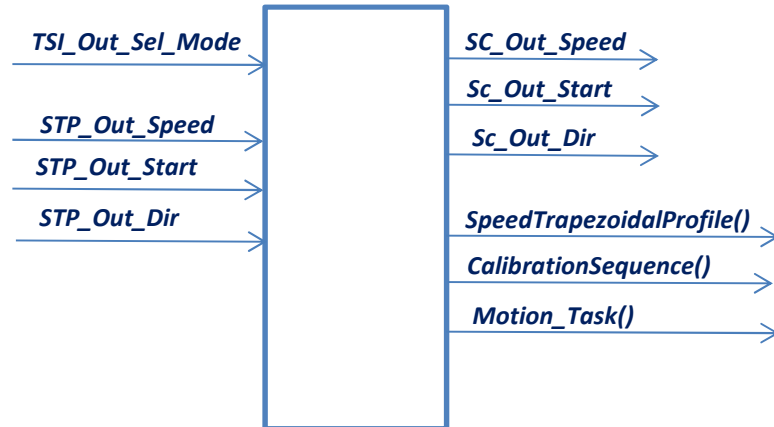 TSI_Out_Sel_Mode
STP_Out_Speed
STP_Out_Start
STP_Out_Dir
SC_Out_Speed
Sc_Out_Start
Sc_Out_Dir
SpeedTrapezoidalProfile()
CalibrationSequence()
Motion_Task()